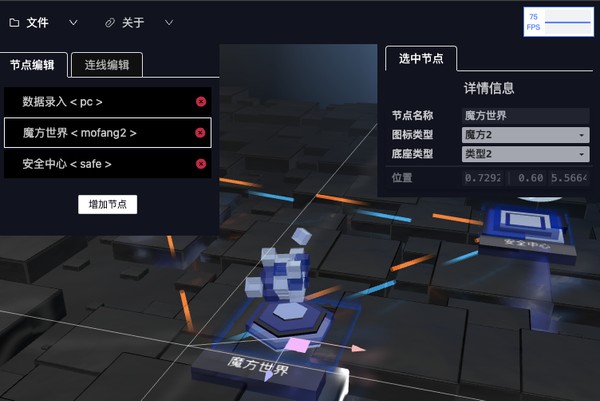 文件
关于
75
FPS
节点编辑
连线编辑
数据录入 < pc >
魔方世界 < mofang2 >
安全中心 < safe >
增加节点
选中节点
详情信息
节点名称
魔方世界
图标类型
魔方2
底座类型
类型2
位置
0.7292
0.60
5.5664
安全中心
魔方世界